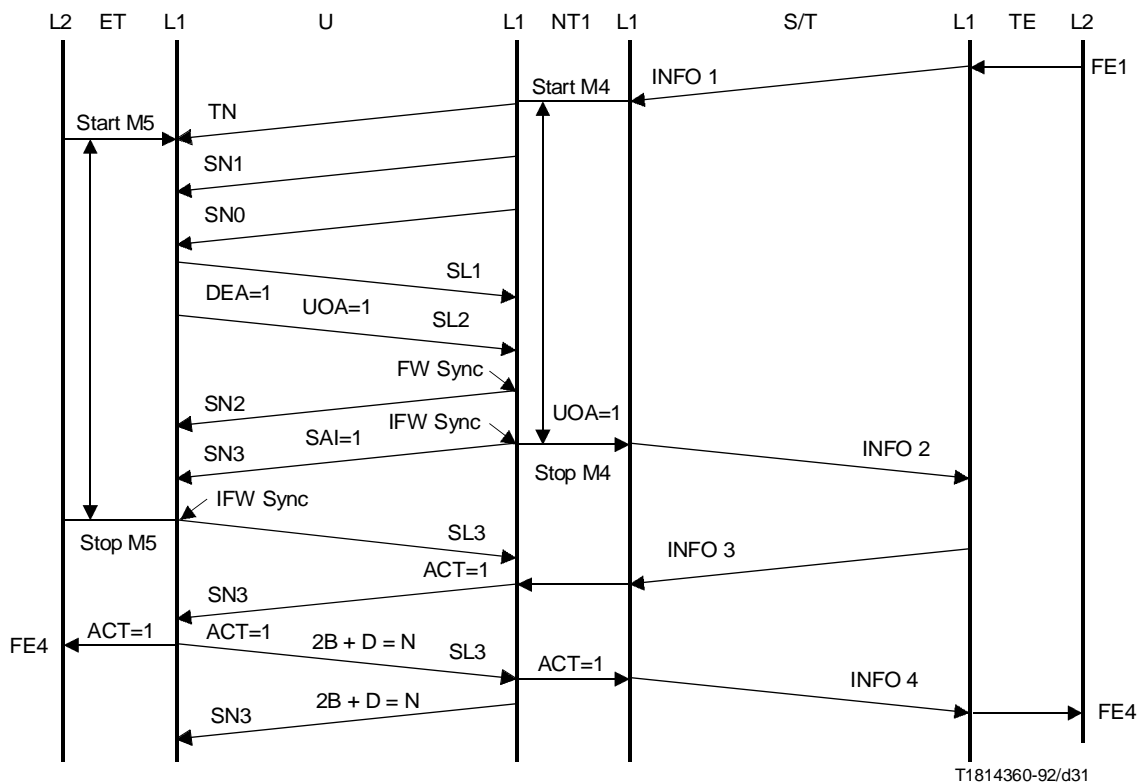 L2 ET L1 U L1 NT1 L1 S/T L1 TE L2
FE1
INFO 1
Start M4
TN
Start M5
SN1
SN0
SL1
DEA=1
UOA=1
SL2
FW Sync
SN2
IFW Sync
UOA=1
SAI=1
INFO 2
SN3
Stop M4
IFW Sync
Stop M5
SL3
INFO 3
ACT=1
SN3
FE4
ACT=1
ACT=1
2B + D = N
SL3
ACT=1
INFO 4
2B + D = N
SN3
FE4
T1814360-92/d31